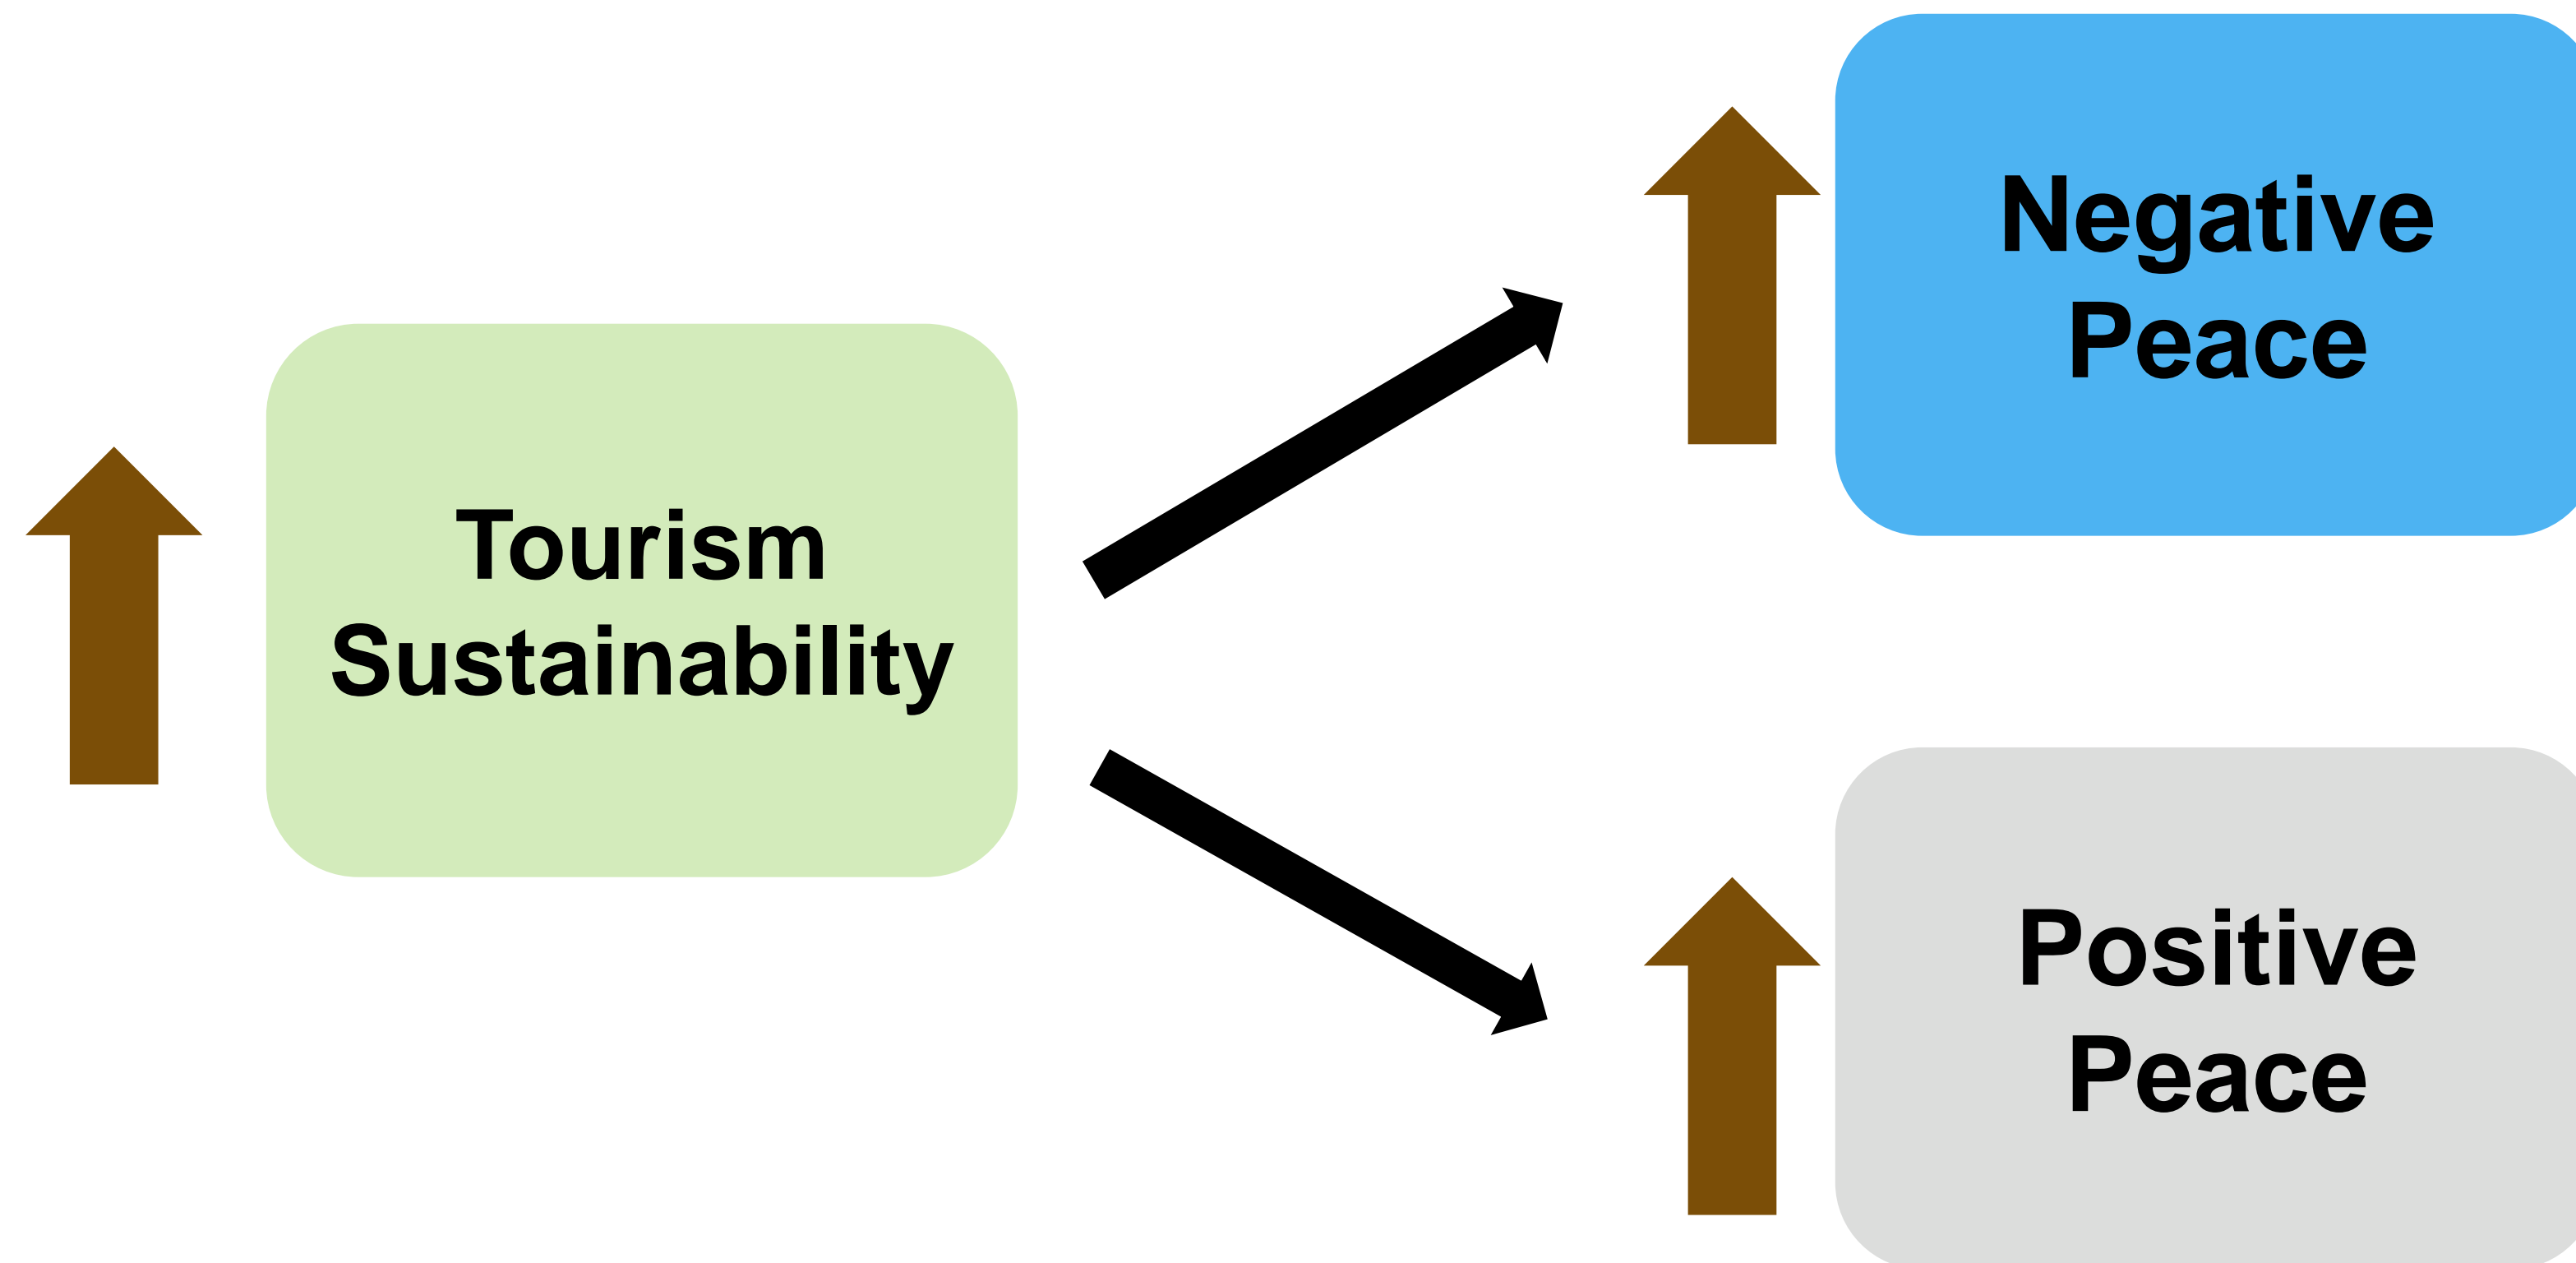 Negative
Peace
Tourism
Sustainability
Positive
Peace